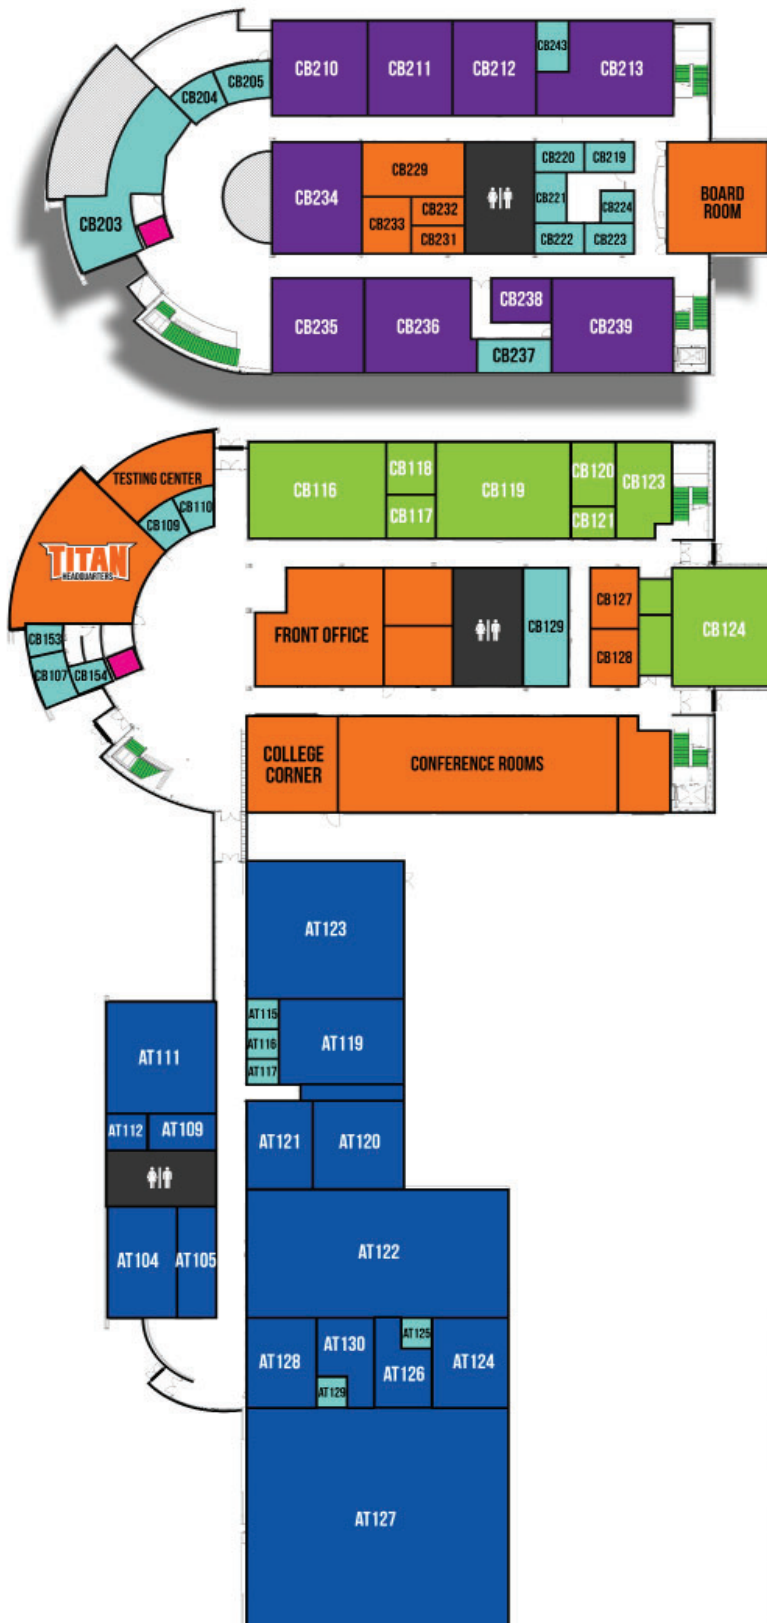 CB210
CB211
CB212
CB243
CB213
CB205
CB204
CB203
CB234
CB229
CB233
CB232
CB231
CB220
CB219
CB221
CB224
CB222
CB223
BOARD
ROOM
CB235
CB236
CB238
CB237
CB239
TESTING CENTER
CB110
CB109
TITAN
HEADQUARTERS
CB153
CB107
CB154
CB116
CB118
CB117
CB119
CB120
CB121
CB123
FRONT OFFICE
CB129
CB127
CB128
CB124
COLLEGE
CORNER
CONFERENCE ROOMS
AT123
AT115
AT116
AT117
AT119
AT111
AT112
AT109
AT121
AT120
AT104
AT105
AT122
AT128
AT130
AT129
AT125
AT126
AT124
AT127